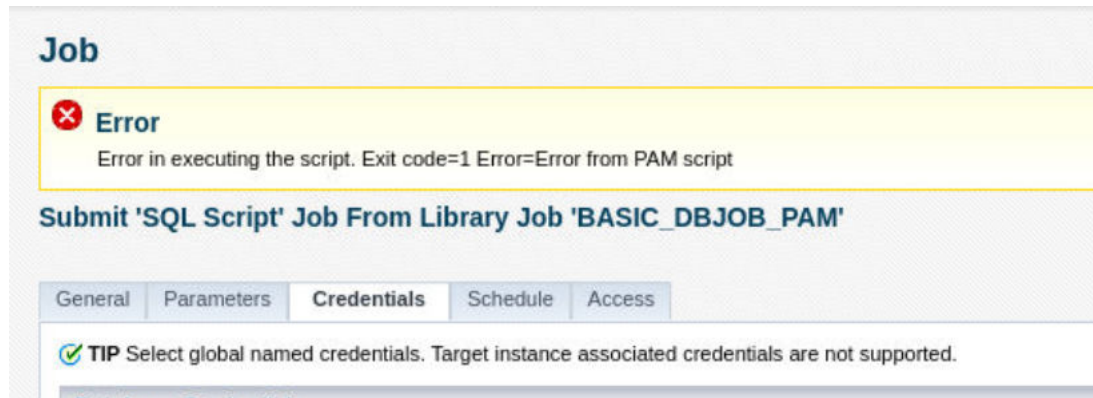 Job
Error
Error in executing the script. Exit code=1 Error=Error from PAM script
Submit 'SQL Script' Job From Library Job 'BASIC_DBJOB_PAM'
General Parameters Credentials Schedule Access
TIP Select global named credentials. Target instance associated credentials are not supported.